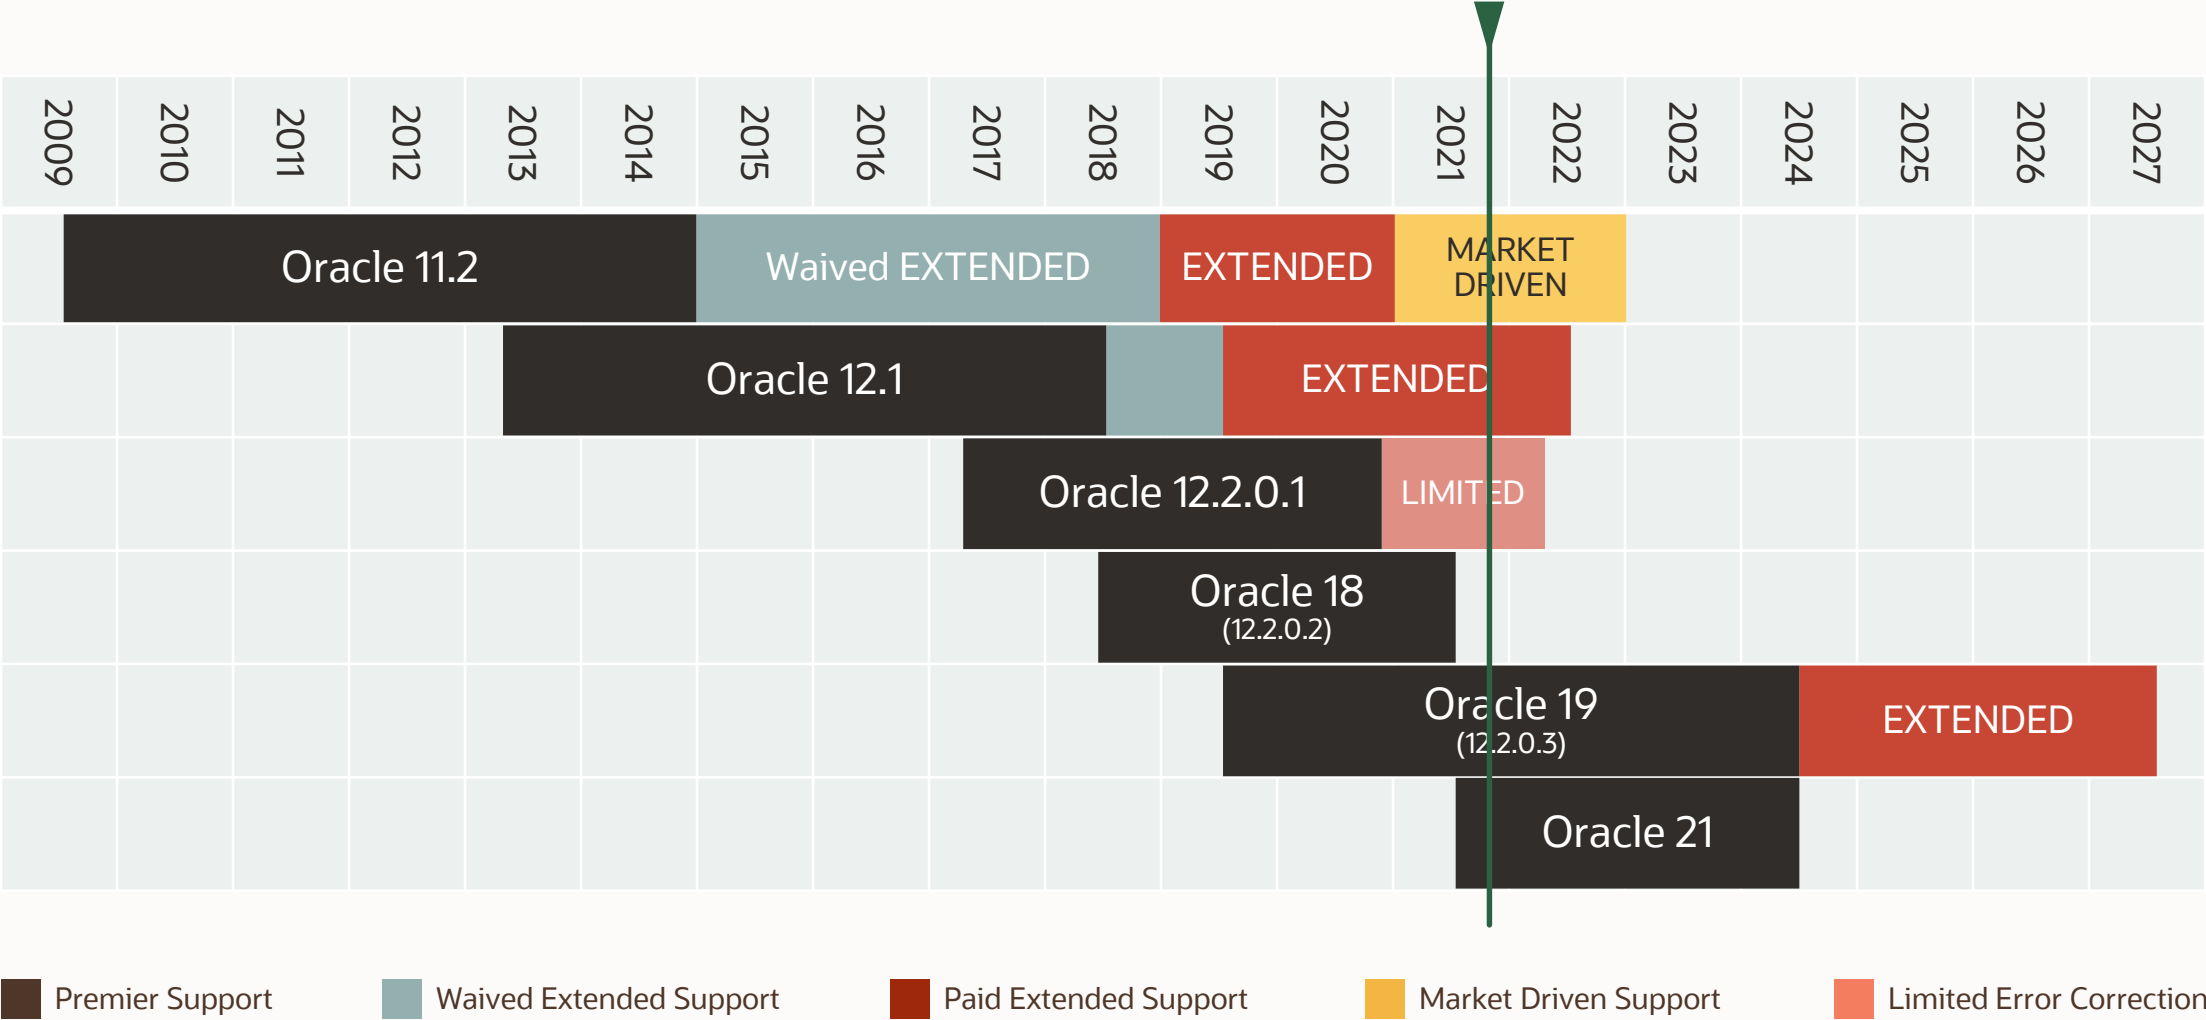 2009 2010 2011 2012 2013 2014 2015 2016 2017 2018 2019 2020 2021 2022 2023 2024 2025 2026 2027
Oracle 11.2
Waived EXTENDED
EXTENDED
MARKET
DRIVEN
Oracle 12.1
EXTENDED
Oracle 12.2.0.1
LIMITED
Oracle 18
(12.2.0.2)
Oracle 19
(12.2.0.3)
EXTENDED
Oracle 21
Premier Support
Waived Extended Support
Paid Extended Support
Market Driven Support
Limited Error Correction